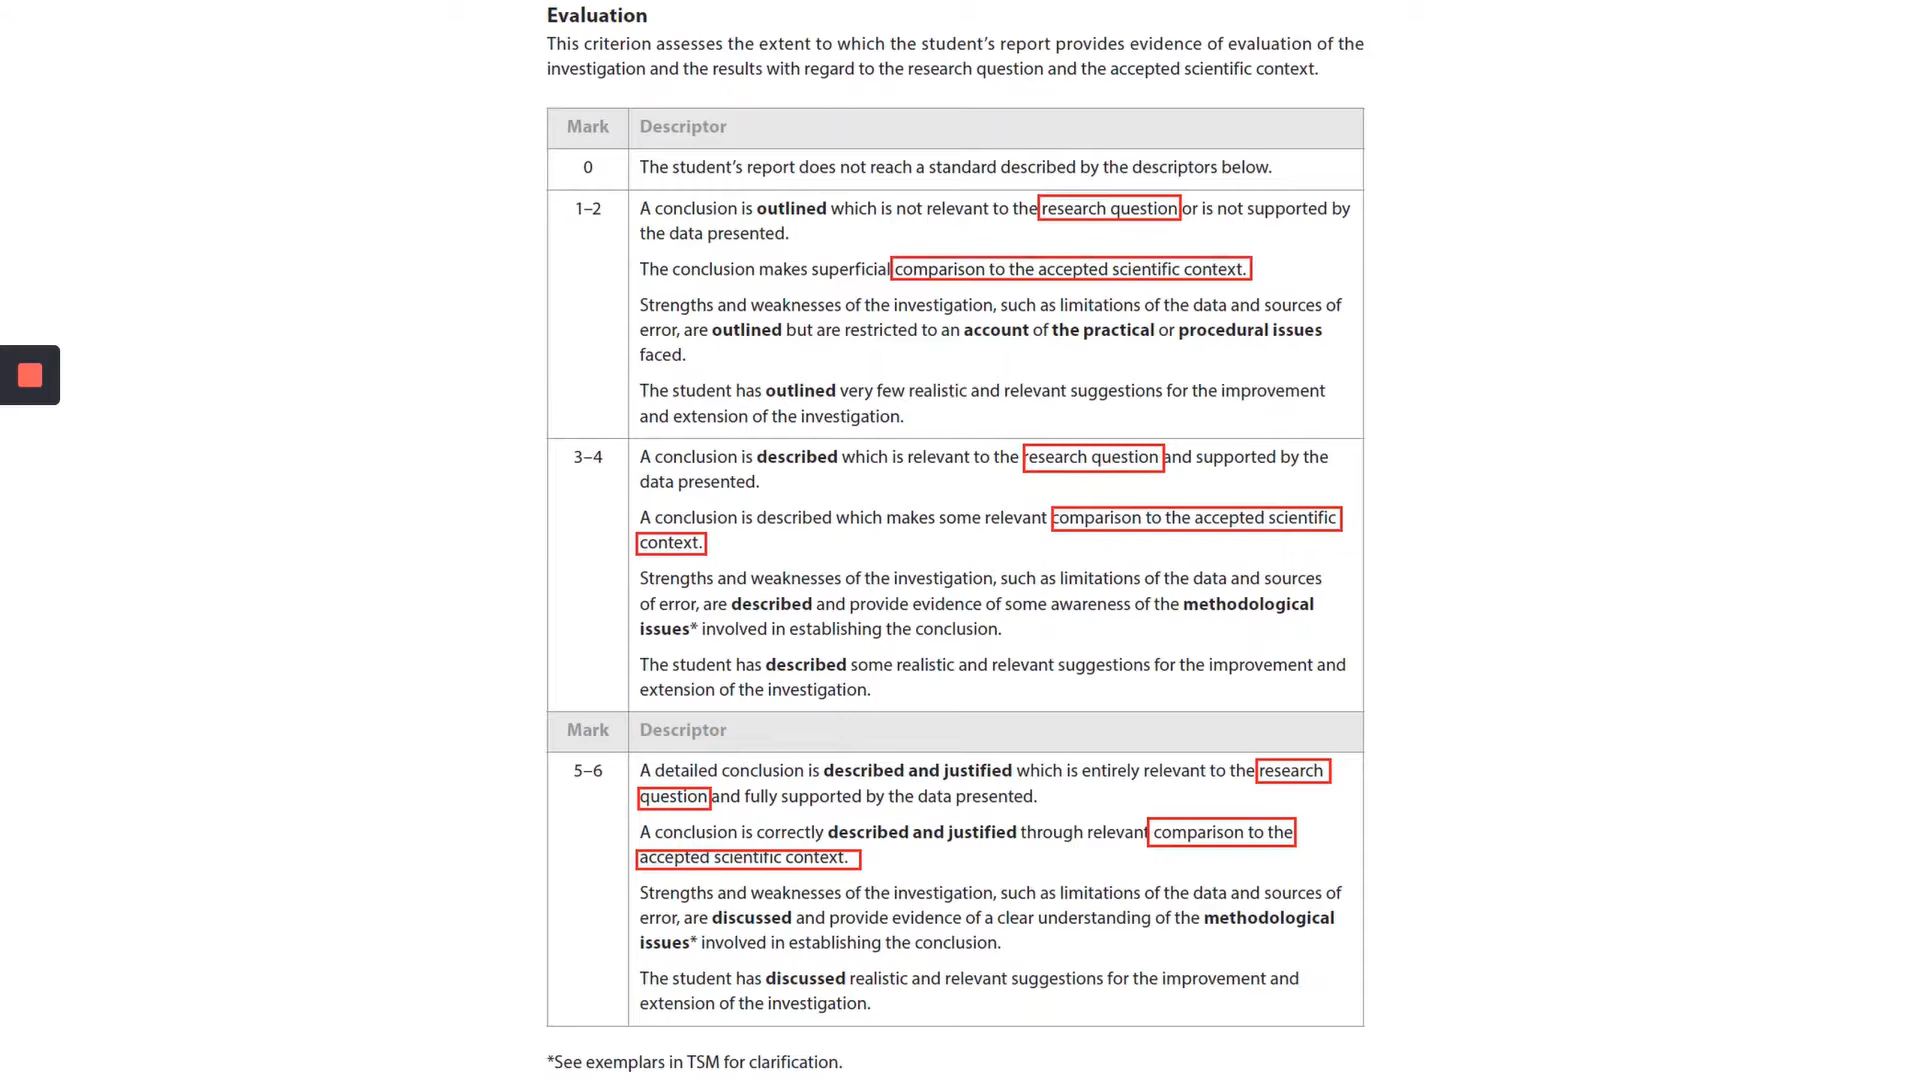 Evaluation
This criterion assesses the extent to which the student's report provides evidence of evaluation of the
investigation and the results with regard to the research question and the accepted scientific context.
Mark Descriptor
0 The student's report does not reach a standard described by the descriptors below.
1–2 A conclusion is outlined which is not relevant to the research question or is not supported by
the data presented.
The conclusion makes superficial comparison to the accepted scientific context.
Strengths and weaknesses of the investigation, such as limitations of the data and sources of
error, are outlined but are restricted to an account of the practical or procedural issues
faced.
The student has outlined very few realistic and relevant suggestions for the improvement
and extension of the investigation.
3–4 A conclusion is described which is relevant to the research question and supported by the
data presented.
A conclusion is described which makes some relevant comparison to the accepted scientific
context.
Strengths and weaknesses of the investigation, such as limitations of the data and sources
of error, are described and provide evidence of some awareness of the methodological
issues* involved in establishing the conclusion.
The student has described some realistic and relevant suggestions for the improvement and
extension of the investigation.
Mark Descriptor
5–6 A detailed conclusion is described and justified which is entirely relevant to the research
question and fully supported by the data presented.
A conclusion is correctly described and justified through relevant comparison to the
accepted scientific context.
Strengths and weaknesses of the investigation, such as limitations of the data and sources of
error, are discussed and provide evidence of a clear understanding of the methodological
issues* involved in establishing the conclusion.
The student has discussed realistic and relevant suggestions for the improvement and
extension of the investigation.
*See exemplars in TSM for clarification.